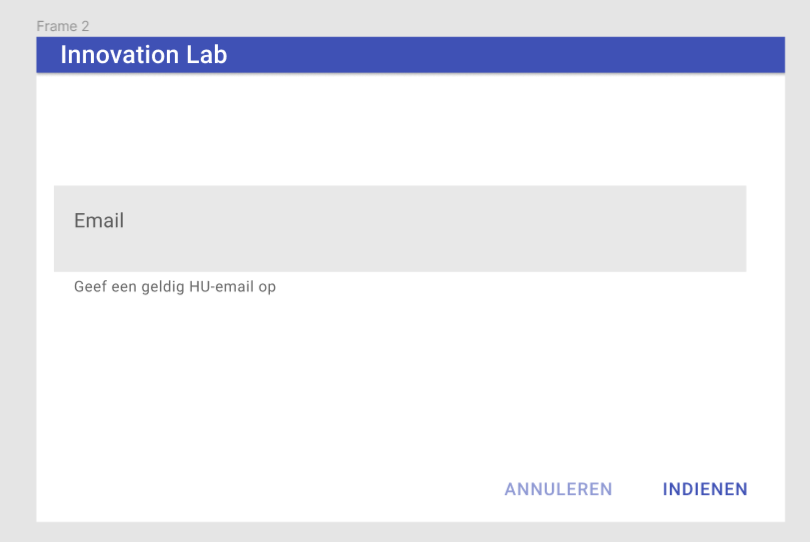 Frame 2
Innovation Lab
Email
Geef een geldig HU-email op
ANNULEREN INDIENEN